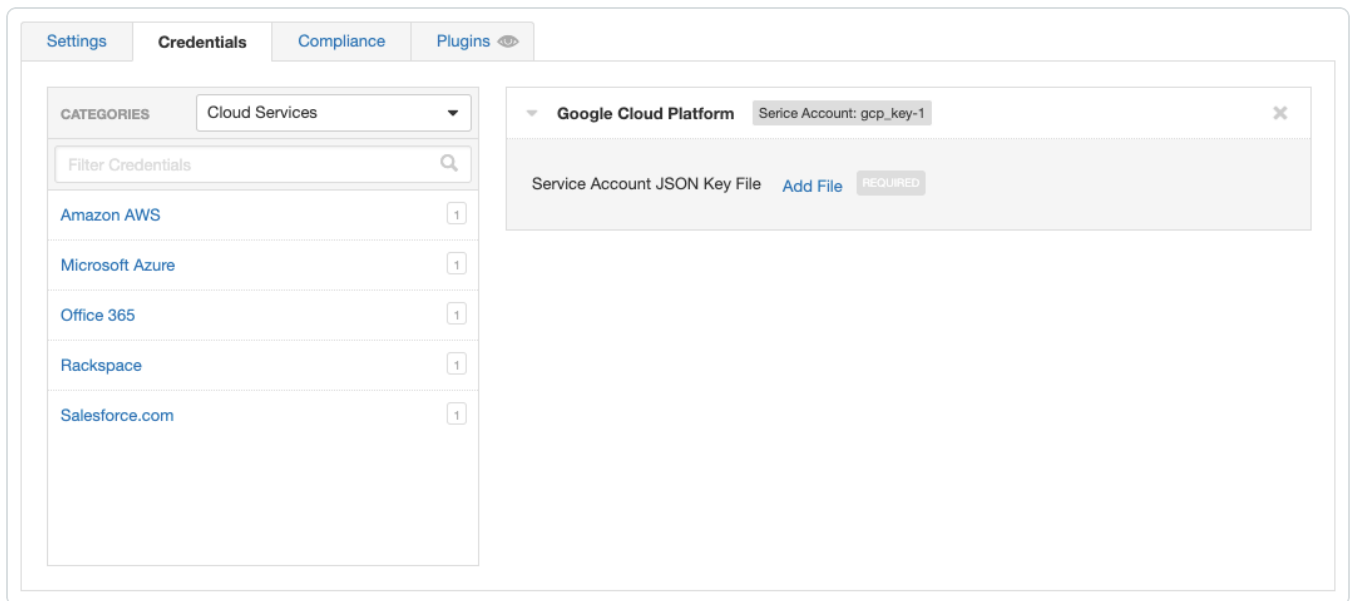 Settings Credentials Compliance Plugins
CATEGORIES Cloud Services
Filter Credentials
Amazon AWS 1
Microsoft Azure 1
Office 365 1
Rackspace 1
Salesforce.com 1
Google Cloud Platform Serice Account: gcp_key-1
Service Account JSON Key File Add File REQUIRED